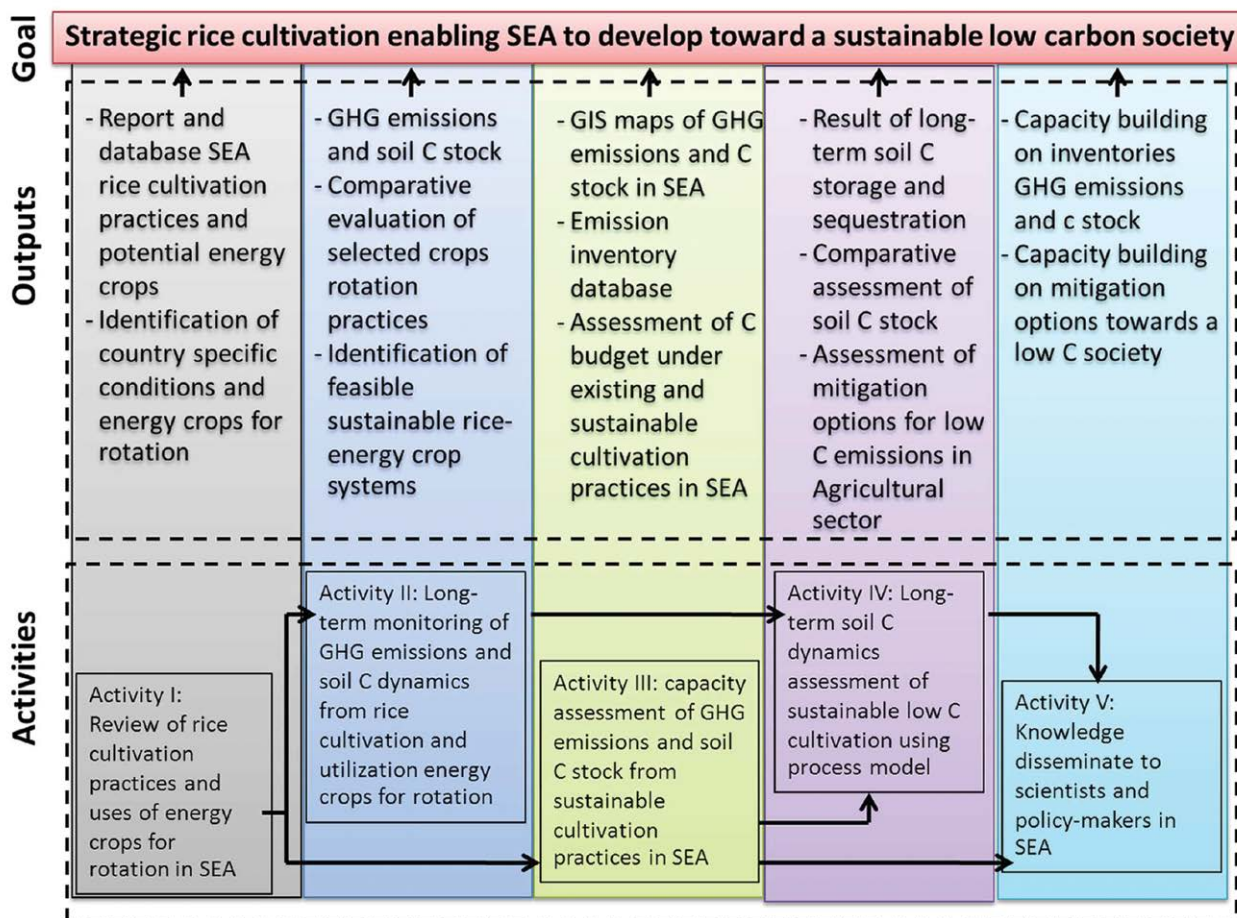 Goal
Strategic rice cultivation enabling SEA to develop toward a sustainable low carbon society
Outputs
- Report and
database SEA
rice cultivation
practices and
potential energy
crops
- Identification of
country specific
conditions and
energy crops for
rotation
- GHG emissions
and soil C stock
- Comparative
evaluation of
selected crops
rotation
practices
- Identification of
feasible
sustainable rice-
energy crop
systems
- GIS maps of GHG
emissions and C
stock in SEA
- Emission
inventory
database
- Assessment of C
budget under
existing and
sustainable
cultivation
practices in SEA
- Result of long-
term soil C
storage and
sequestration
- Comparative
assessment of
soil C stock
- Assessment of
mitigation
options for low
C emissions in
Agricultural
sector
- Capacity building
on inventories
GHG emissions
and c stock
- Capacity building
on mitigation
options towards a
low C society
Activities
Activity I:
Review of rice
cultivation
practices and
uses of energy
crops for
rotation in SEA
Activity II: Long-
term monitoring of
GHG emissions and
soil C dynamics
from rice
cultivation and
utilization energy
crops for rotation
Activity III: capacity
assessment of GHG
emissions and soil
C stock from
sustainable
cultivation
practices in SEA
Activity IV: Long-
term soil C
dynamics
assessment of
sustainable low C
cultivation using
process model
Activity V:
Knowledge
disseminate to
scientists and
policy-makers in
SEA